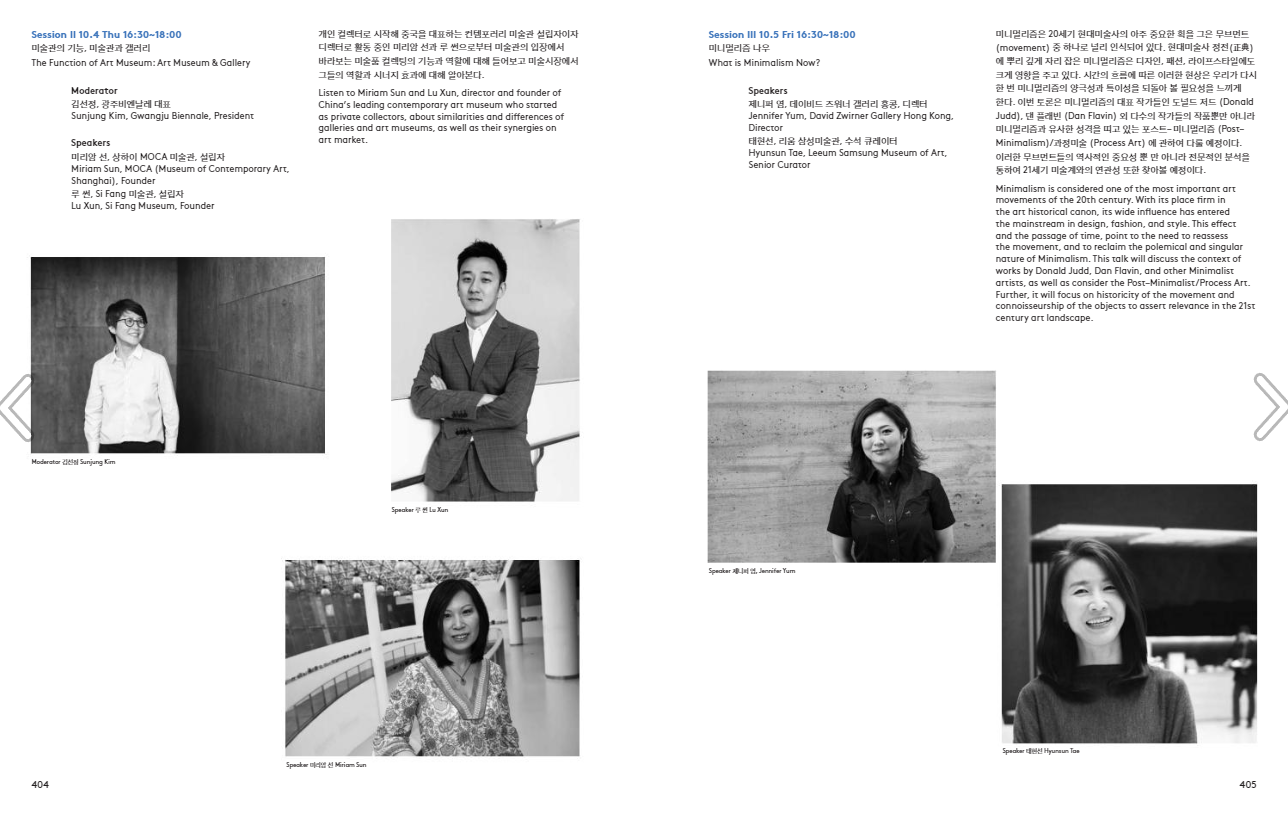 Session II 10.4 Thu 16:30~18:00
미술관의 기능, 미술관과 갤러리
The Function of Art Museum: Art Museum & Gallery
Moderator
김선정, 광주비엔날레 대표
Sunjung Kim, Gwangju Biennale, President
Speakers
미리암 선, 상하이 MOCA 미술관, 설립자
Miriam Sun, MOCA (Museum of Contemporary Art,
Shanghai), Founder
루 쉰, Si Fang 미술관, 설립자
Lu Xun, Si Fang Museum, Founder
개인 컬렉터로 시작해 중국을 대표하는 컨템포러리 미술관 설립자이자
디렉터로 활동 중인 미리암 선과 루 쉰으로부터 미술관의 입장에서
바라보는 미술품 컬렉팅의 기능과 역할에 대해 들어보고 미술시장에서
그들의 역할과 시너지 효과에 대해 알아본다.
Listen to Miriam Sun and Lu Xun, director and founder of
China's leading contemporary art museum who started
as private collectors, about similarities and differences of
galleries and art museums, as well as their synergies on
art market.
Moderator 김선정 Sunjung Kim
Speaker 루 쉰 Lu Xun
Speaker 미리암 선 Miriam Sun
404
Session III 10.5 Fri 16:30~18:00
미니멀리즘 나우
What is Minimalism Now?
Speakers
제니퍼 염, 데이비드 즈워너 갤러리 홍콩, 디렉터
Jennifer Yum, David Zwirner Gallery Hong Kong,
Director
태현선, 리움 삼성미술관, 수석 큐레이터
Hyunsun Tae, Leeum Samsung Museum of Art,
Senior Curator
미니멀리즘은 20세기 현대미술사의 아주 중요한 획을 그은 무브먼트
(movement) 중 하나로 널리 인식되어 있다. 현대미술사 정전(正典)
에 뿌리 깊게 자리 잡은 미니멀리즘은 디자인, 패션, 라이프스타일에도
크게 영향을 주고 있다. 시간의 흐름에 따른 이러한 현상은 우리가 다시
한 번 미니멀리즘의 양극성과 특이성을 되돌아 볼 필요성을 느끼게
한다. 이번 토론은 미니멀리즘의 대표 작가들인 도널드 저드 (Donald
Judd), 댄 플래빈 (Dan Flavin) 외 다수의 작가들의 작품뿐만 아니라
미니멀리즘과 유사한 성격을 띠고 있는 포스트-미니멀리즘 (Post-
Minimalism)/과정미술 (Process Art) 에 관하여 다룰 예정이다.
이러한 무브먼트들의 역사적인 중요성 뿐 만 아니라 전문적인 분석을
통하여 21세기 미술계와의 연관성 또한 찾아볼 예정이다.
Minimalism is considered one of the most important art
movements of the 20th century. With its place firm in
the art historical canon, its wide influence has entered
the mainstream in design, fashion, and style. This effect
and the passage of time, point to the need to reassess
the movement, and to reclaim the polemical and singular
nature of Minimalism. This talk will discuss the context of
works by Donald Judd, Dan Flavin, and other Minimalist
artists, as well as consider the Post-Minimalist/Process Art.
Further, it will focus on historicity of the movement and
connoisseurship of the objects to assert relevance in the 21st
century art landscape.
Speaker 제니퍼 염, Jennifer Yum
Speaker 태현선 Hyunsun Tae
405